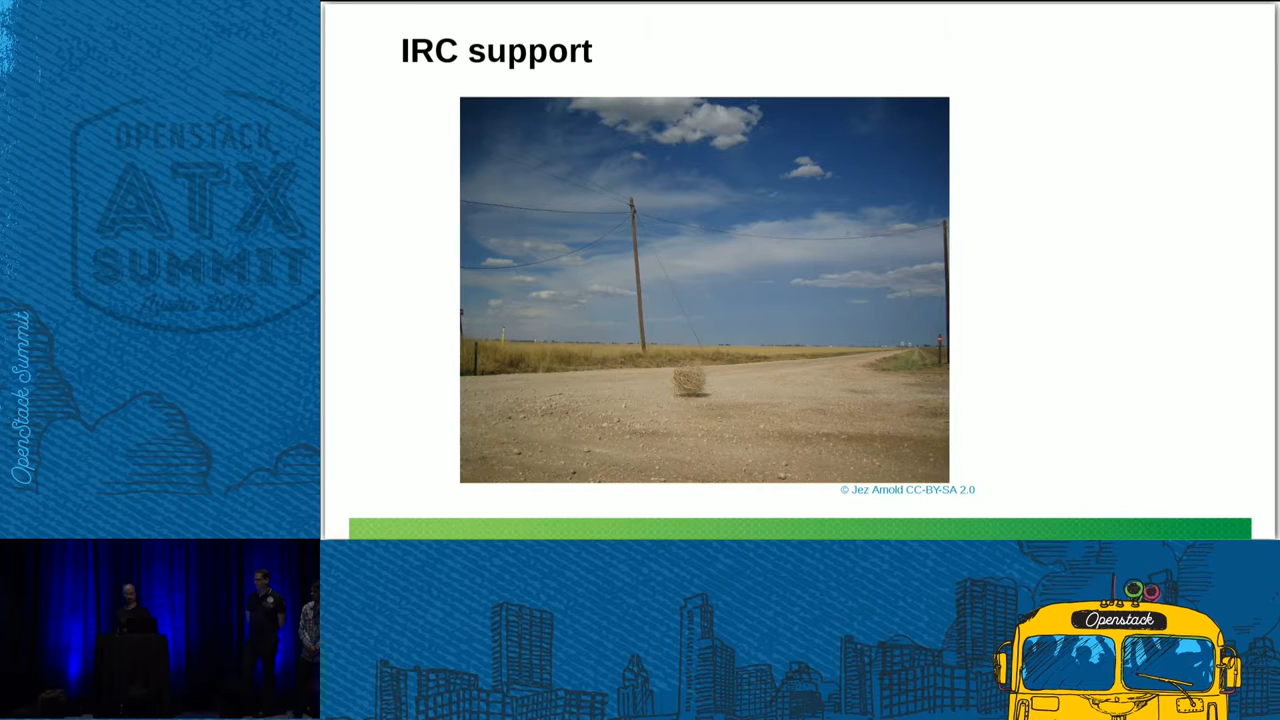 IRC support
© Jez Arnold CC-BY-SA 2.0
OPENSTACK
ATX
SUMMIT
OpenStack Summit
Openstack